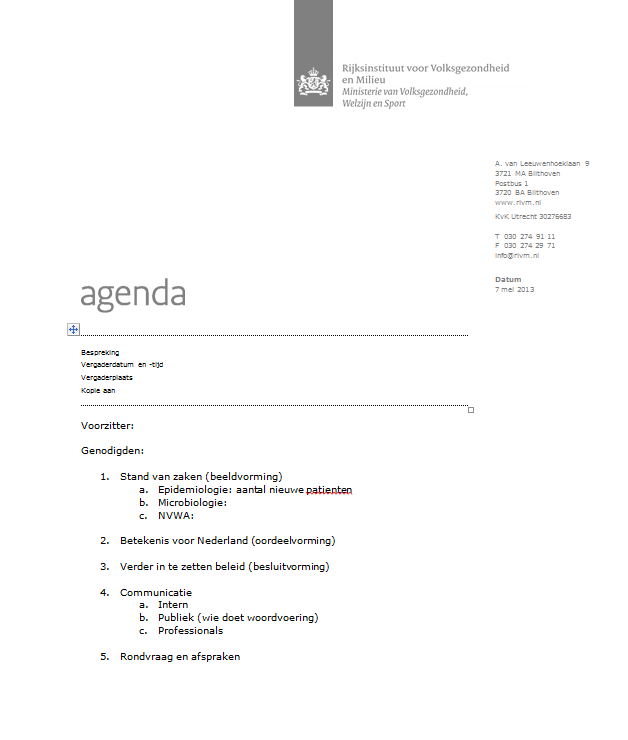 Rijksinstituut voor Volksgezondheid
en Milieu
Ministerie van Volksgezondheid,
Welzijn en Sport
A. van Leeuwenhoeklaan 9
3721 MA Bilthoven
Postbus 1
3720 BA Bilthoven
www.rivm.nl
KvK Utrecht 30276683
T 030 274 91 11
F 030 274 29 71
info@rivm.nl
Datum
7 mei 2013
agenda
Bespreking
Vergaderdatum en -tijd
Vergaderplaats
Kopie aan
Voorzitter:
Genodigden:
1. Stand van zaken (beeldvorming)
a. Epidemiologie: aantal nieuwe patienten
b. Microbiologie:
c. NVWA:
2. Betekenis voor Nederland (oordeelvorming)
3. Verder in te zetten beleid (besluitvorming)
4. Communicatie
a. Intern
b. Publiek (wie doet woordvoering)
c. Professionals
5. Rondvraag en afspraken